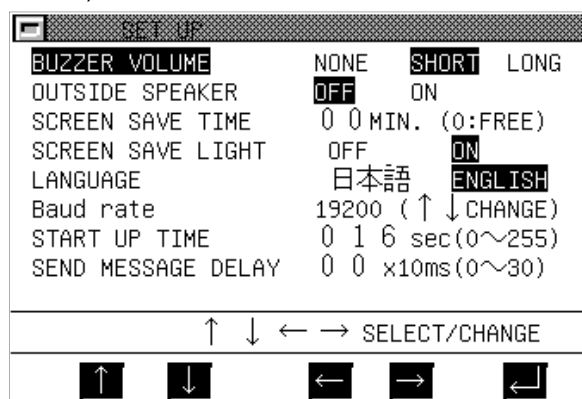 SET UP
BUZZER VOLUME NONE SHORT LONG
OUTSIDE SPEAKER OFF ON
SCREEN SAVE TIME 0 0 MIN. (0:FREE)
SCREEN SAVE LIGHT OFF ON
LANGUAGE 日本語 ENGLISH
Baud rate 19200 (↑↓CHANGE)
START UP TIME 0 1 6 sec(0～255)
SEND MESSAGE DELAY 0 0 x10ms(0～30)
↑ ↓ ← → SELECT/CHANGE
↑ ↓ ← → ↵